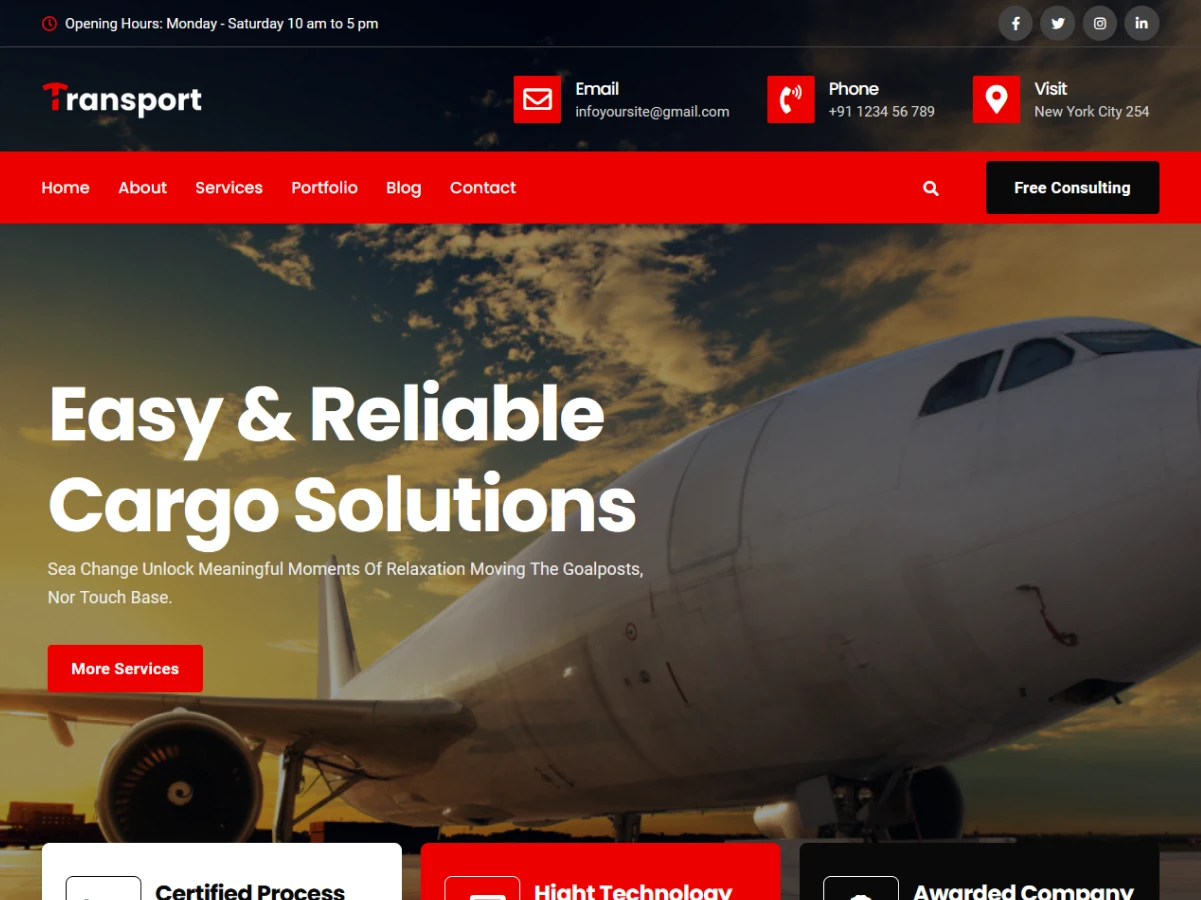 Opening Hours: Monday - Saturday 10 am to 5 pm
Transport
Email
infoyoursite@gmail.com
Phone
+91 1234 56 789
Visit
New York City 254
Home About Services Portfolio Blog Contact
Free Consulting
Easy & Reliable
Cargo Solutions
Sea Change Unlock Meaningful Moments Of Relaxation Moving The Goalposts,
Nor Touch Base.
More Services
Certified Process
Hight Technology
Awarded Company